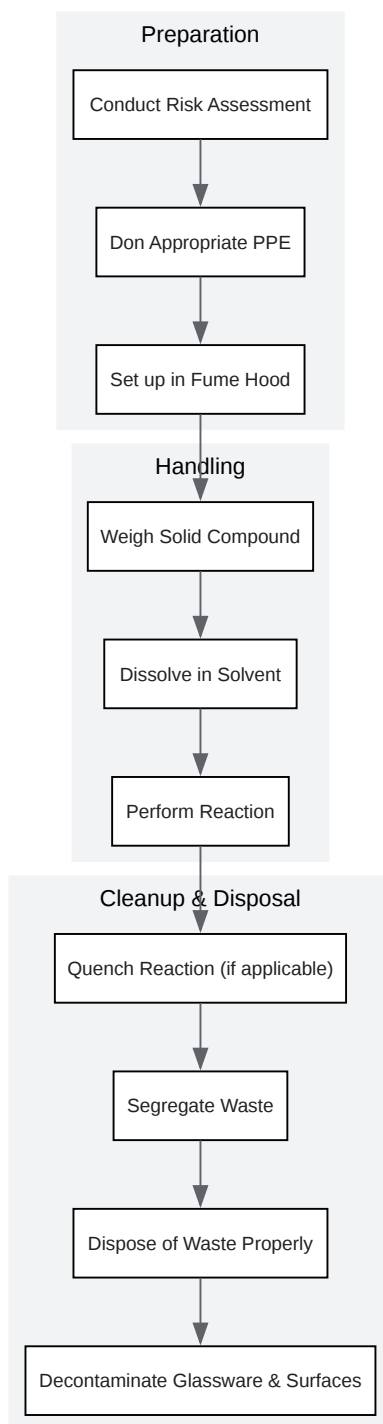 Preparation
Conduct Risk Assessment
Don Appropriate PPE
Set up in Fume Hood
Handling
Weigh Solid Compound
Dissolve in Solvent
Perform Reaction
Cleanup & Disposal
Quench Reaction (if applicable)
Segregate Waste
Dispose of Waste Properly
Decontaminate Glassware & Surfaces